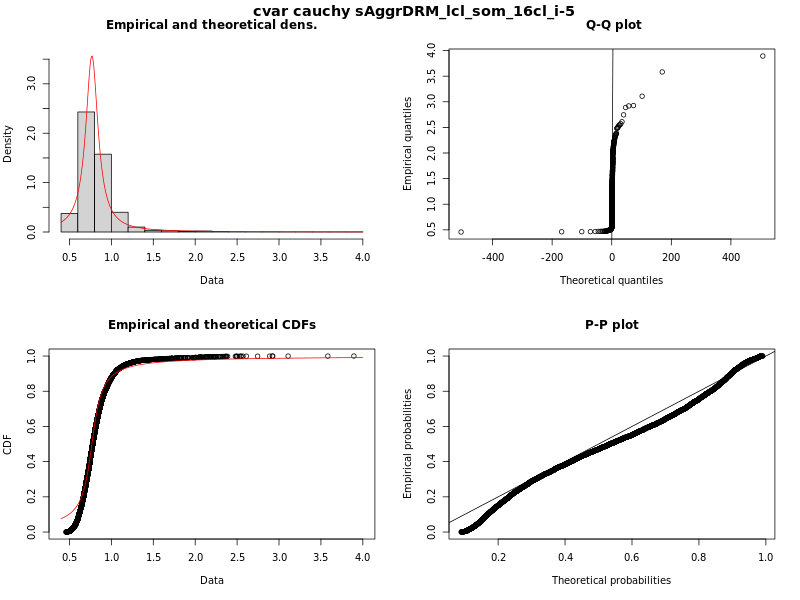 cvar cauchy sAggrDRM_lcl_som_16cl_i-5
Empirical and theoretical dens.
Density
0.0 1.0 2.0 3.0
0.5 1.0 1.5 2.0 2.5 3.0 3.5 4.0
Data
Q-Q plot
Empirical quantiles
0.5 1.0 1.5 2.0 2.5 3.0 3.5 4.0
-400 -200 0 200 400
Theoretical quantiles
Empirical and theoretical CDFs
CDF
0.0 0.2 0.4 0.6 0.8 1.0
0.5 1.0 1.5 2.0 2.5 3.0 3.5 4.0
Data
P-P plot
Empirical probabilities
0.0 0.2 0.4 0.6 0.8 1.0
0.2 0.4 0.6 0.8 1.0
Theoretical probabilities